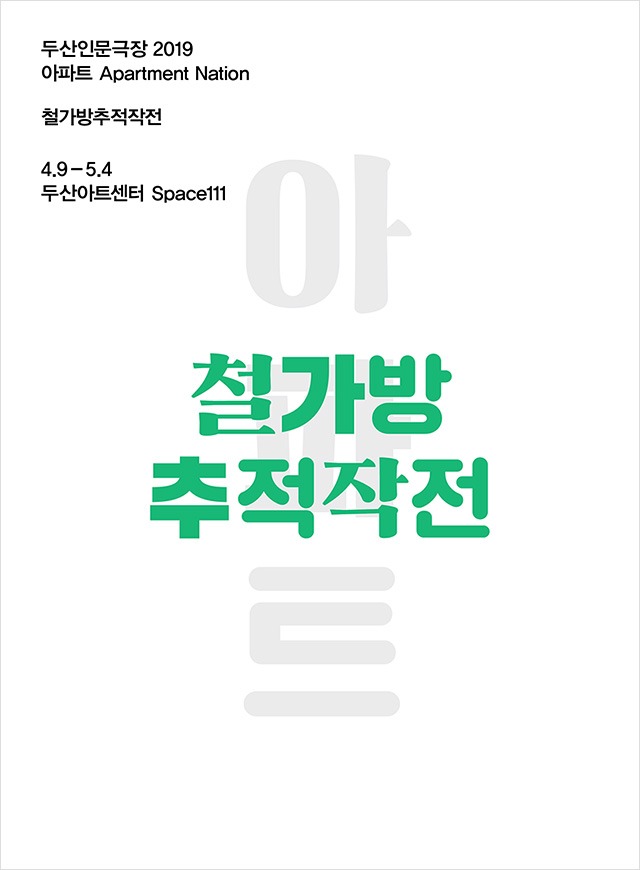 두산인문극장 2019
아파트 Apartment Nation
철가방추적작전
4.9–5.4
두산아트센터 Space111
아
파
트
철가방
추적작전